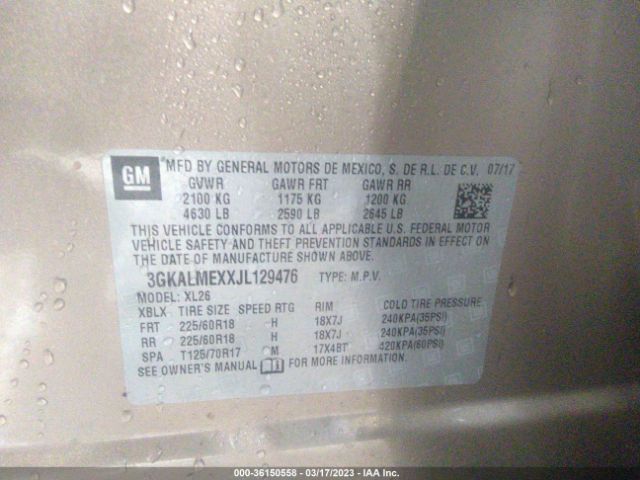 GM
MFD BY GENERAL MOTORS DE MEXICO, S. DE R.L. DE C.V. 07/17
GVWR GAWR FRT GAWR RR
2100 KG 1175 KG 1200 KG
4630 LB 2590 LB 2645 LB
THIS VEHICLE CONFORMS TO ALL APPLICABLE U.S. FEDERAL MOTOR
VEHICLE SAFETY AND THEFT PREVENTION STANDARDS IN EFFECT ON
THE DATE OF MANUFACTURE SHOWN ABOVE.
3GKALMEXXJL129476 TYPE: M.P.V.
MODEL: XL26
XBLX TIRE SIZE SPEED RTG RIM COLD TIRE PRESSURE
FRT 225/60R18 H 18X7J 240KPA(35PSI)
RR 225/60R18 H 18X7J 240KPA(35PSI)
SPA T125/70R17 M 17X4BT 420KPA(60PSI)
SEE OWNER'S MANUAL FOR MORE INFORMATION.
000-36150558 - 03/17/2023 - IAA Inc.